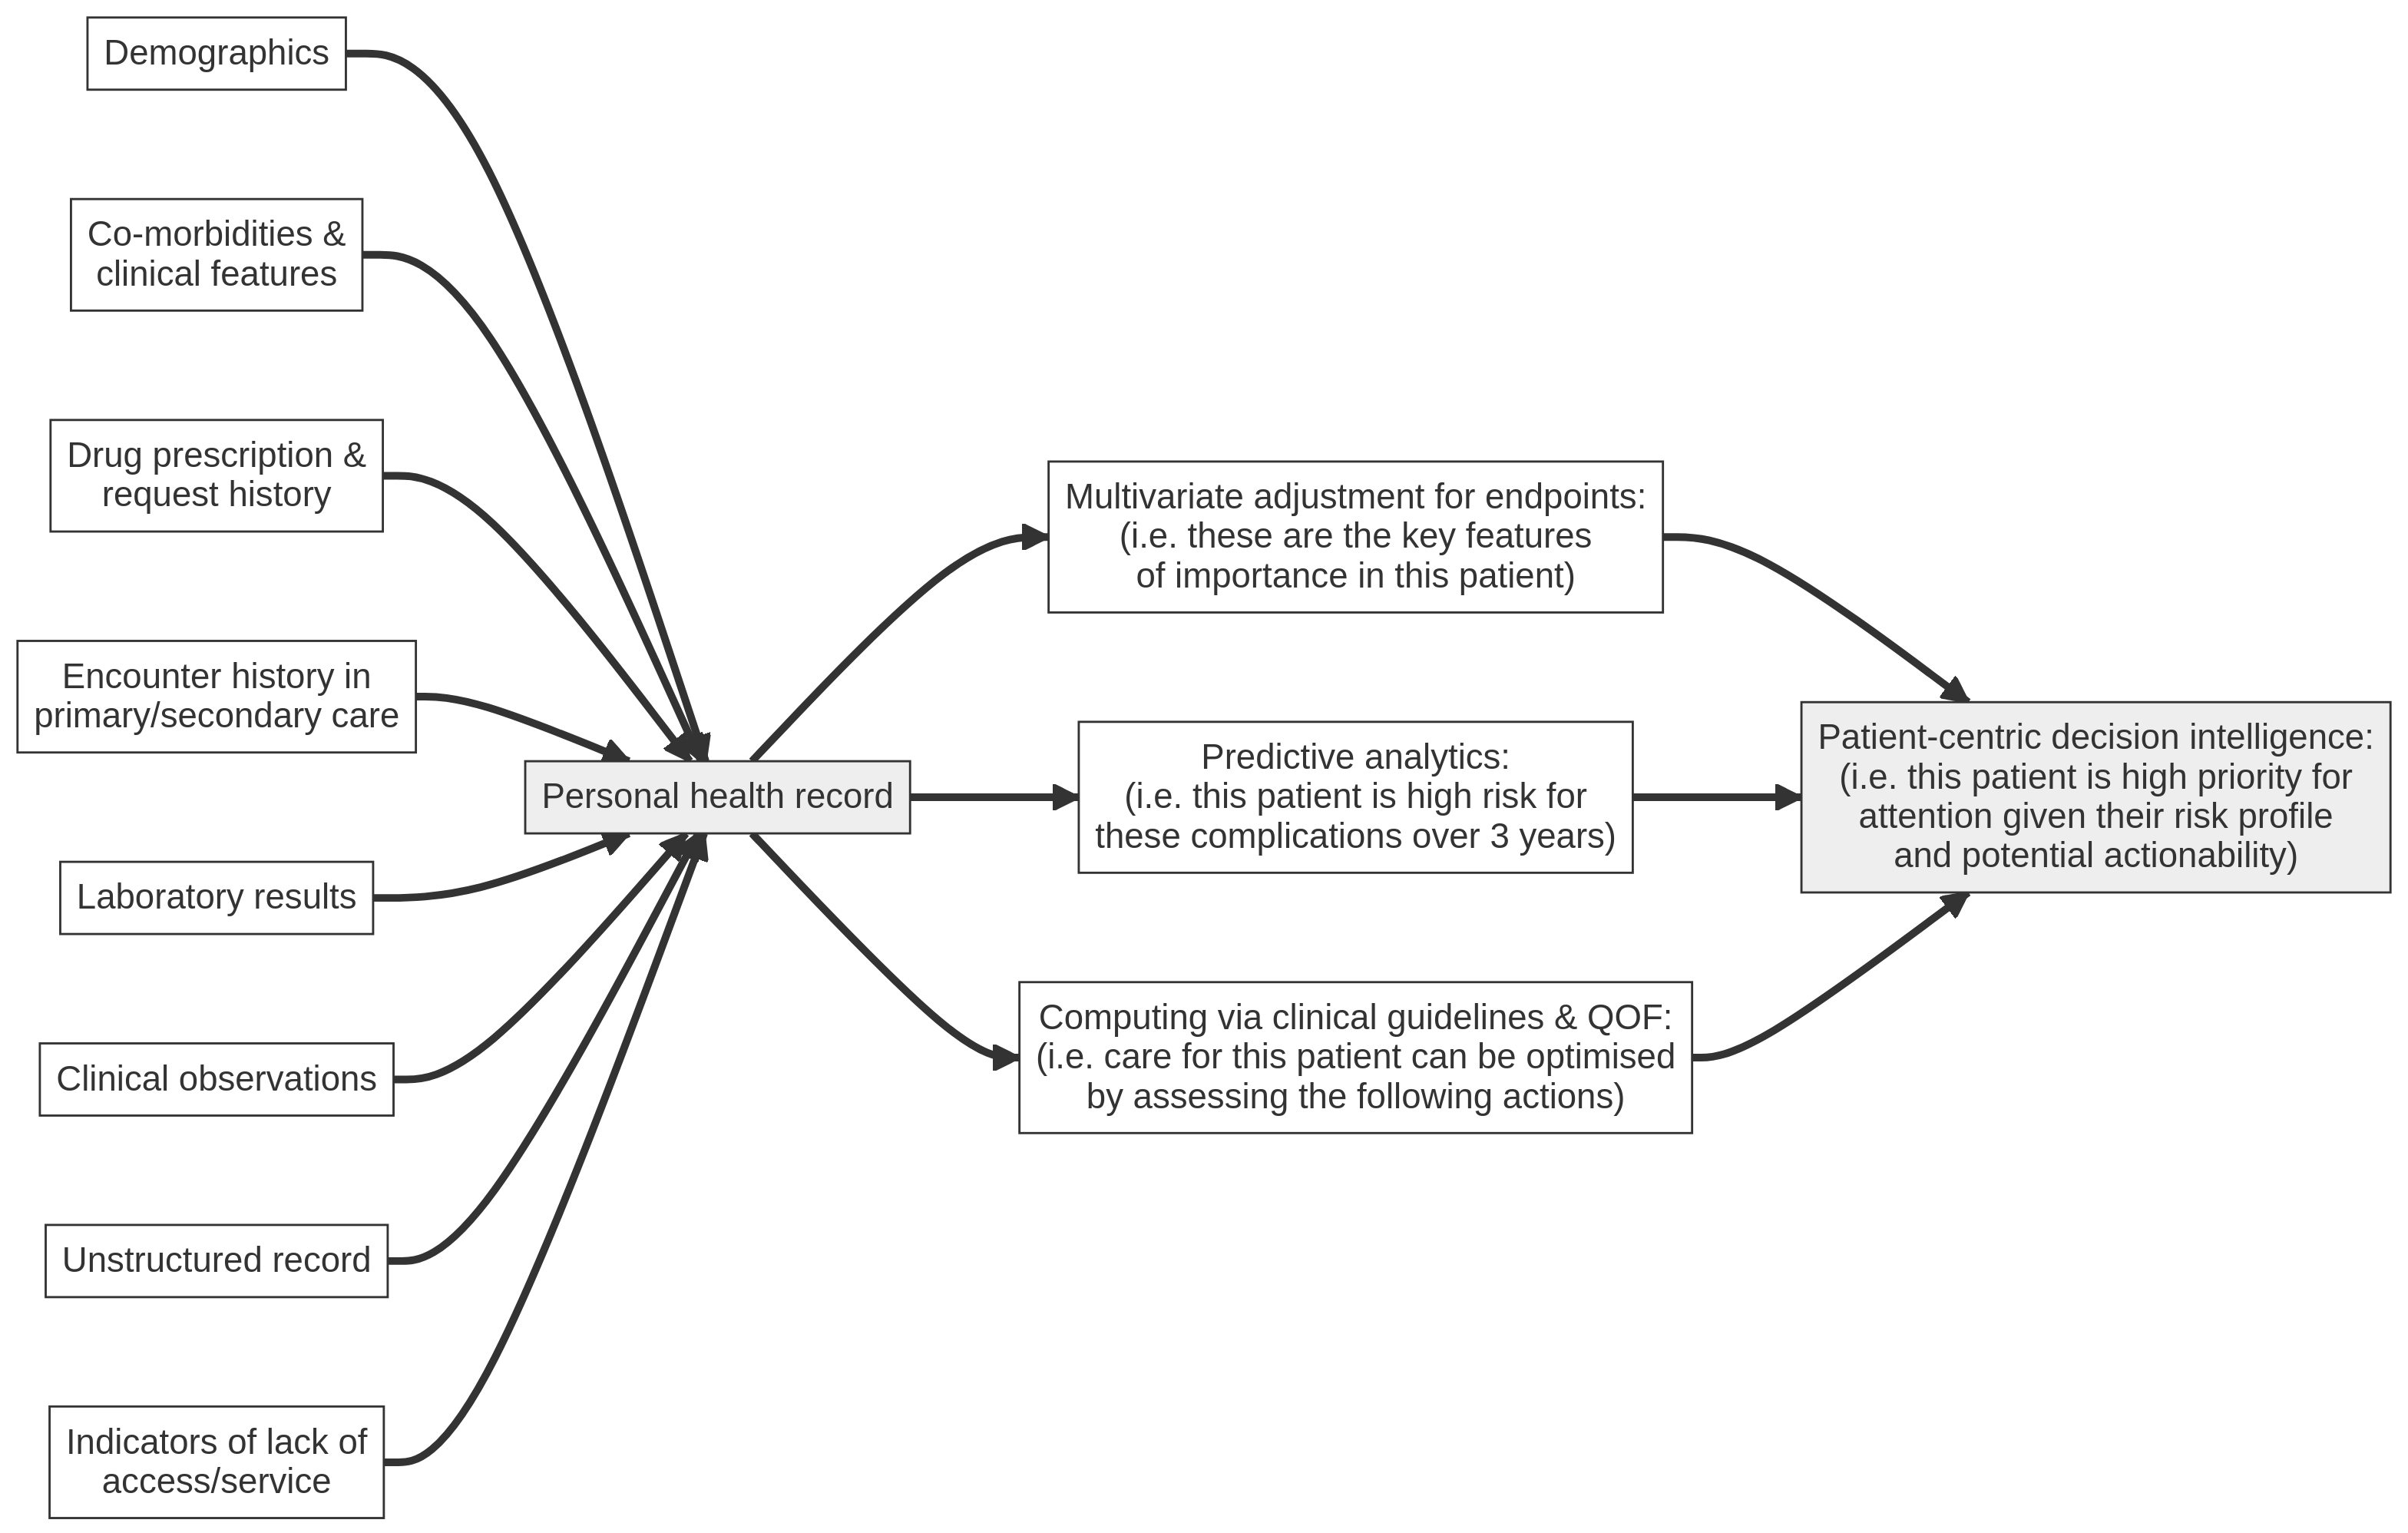 Demographics
Co-morbidities &
clinical features
Drug prescription &
request history
Encounter history in
primary/secondary care
Laboratory results
Clinical observations
Unstructured record
Indicators of lack of
access/service
Personal health record
Multivariate adjustment for endpoints:
(i.e. these are the key features
of importance in this patient)
Predictive analytics:
(i.e. this patient is high risk for
these complications over 3 years)
Computing via clinical guidelines & QOF:
(i.e. care for this patient can be optimised
by assessing the following actions)
Patient-centric decision intelligence:
(i.e. this patient is high priority for
attention given their risk profile
and potential actionability)